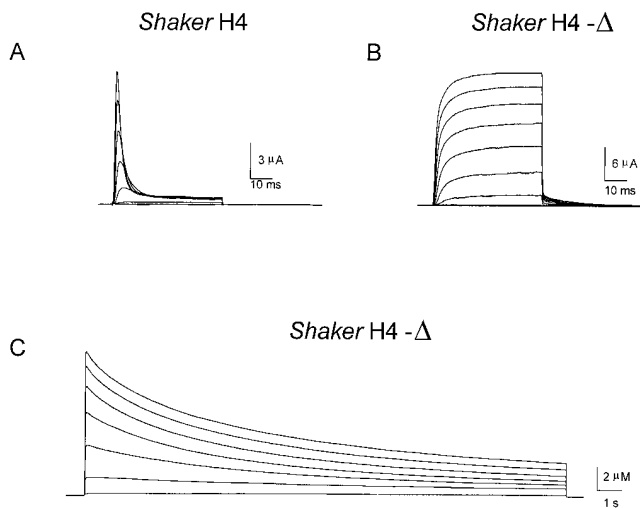 Shaker H4
Shaker H4 -Δ
A
B
3 μA
10 ms
6 μA
10 ms
Shaker H4 -Δ
C
2 μM
1 s